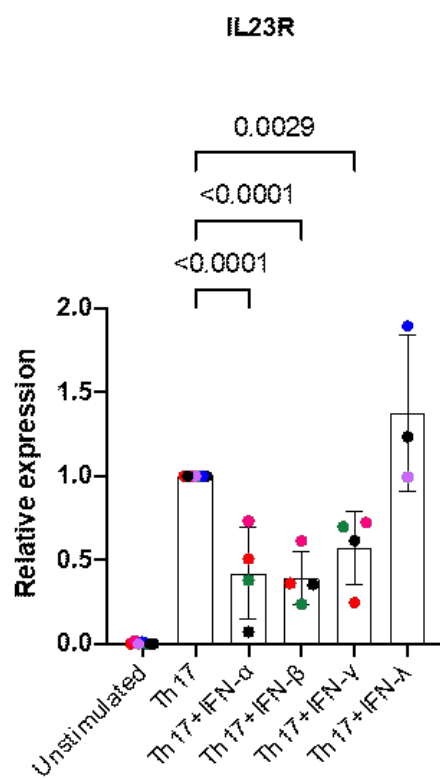 IL23R
0.0029
<0.0001
<0.0001
2.0
1.5
1.0
0.5
0.0
Relative expression
Unstimulated
Th17
Th17+IFN-α
Th17+IFN-β
Th17+IFN-γ
Th17+IFN-λ